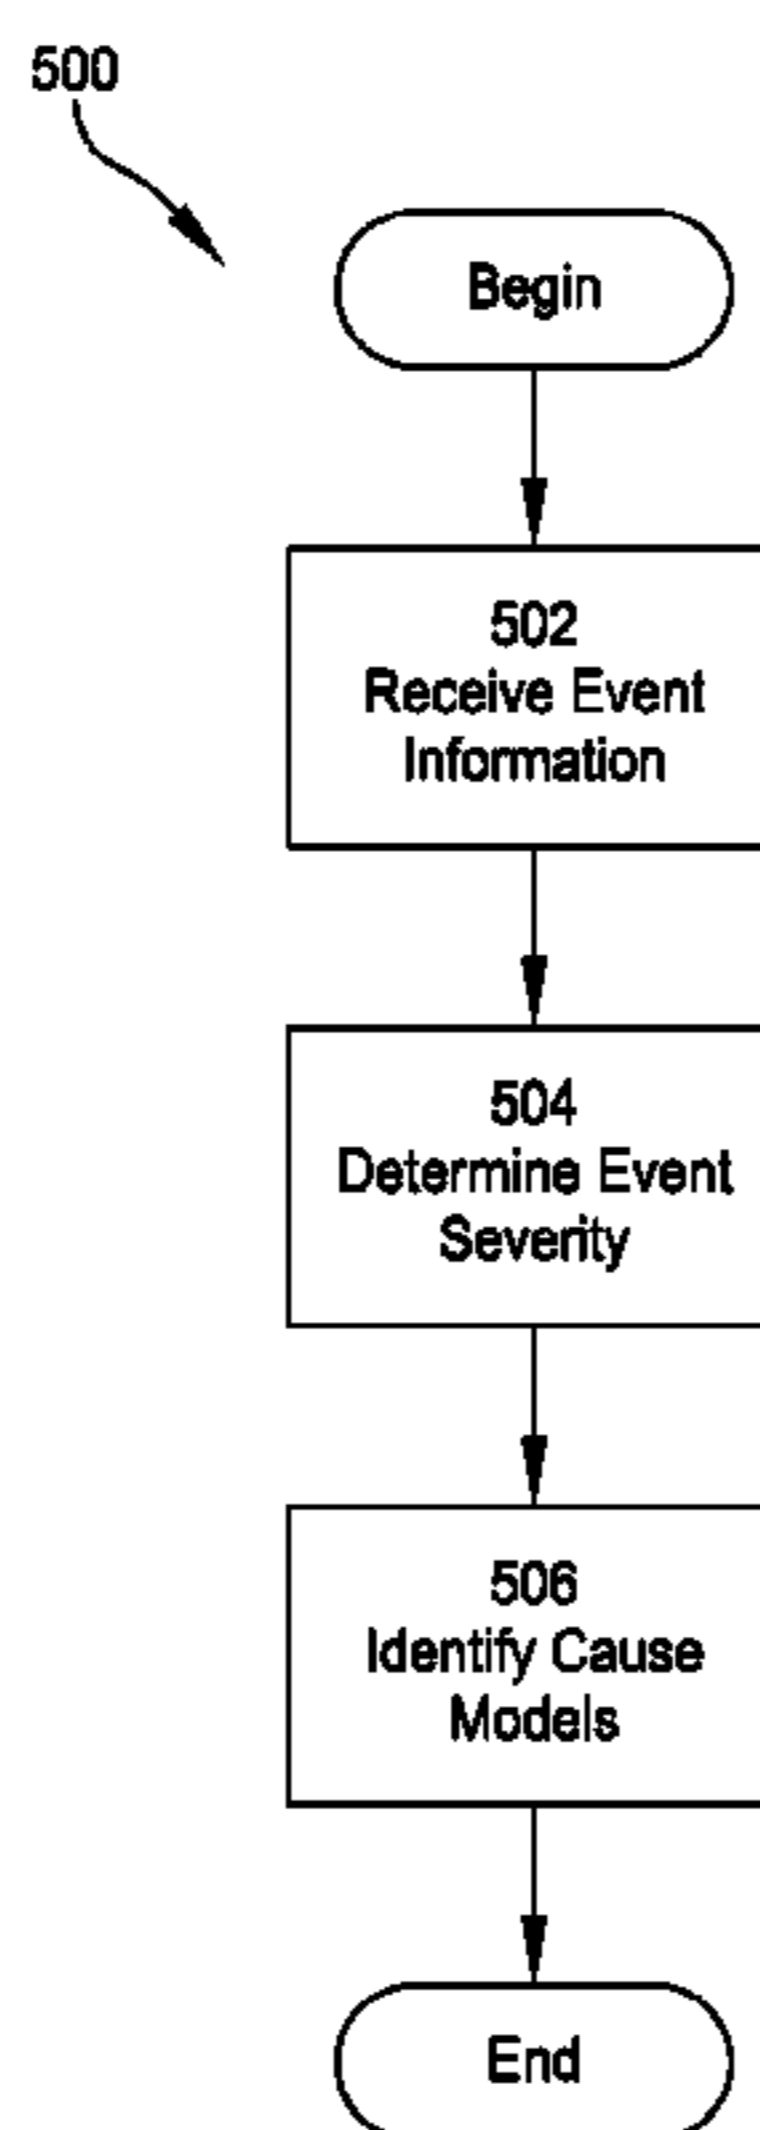 500
Begin
502
Receive Event
Information
504
Determine Event
Severity
506
Identify Cause
Models
End